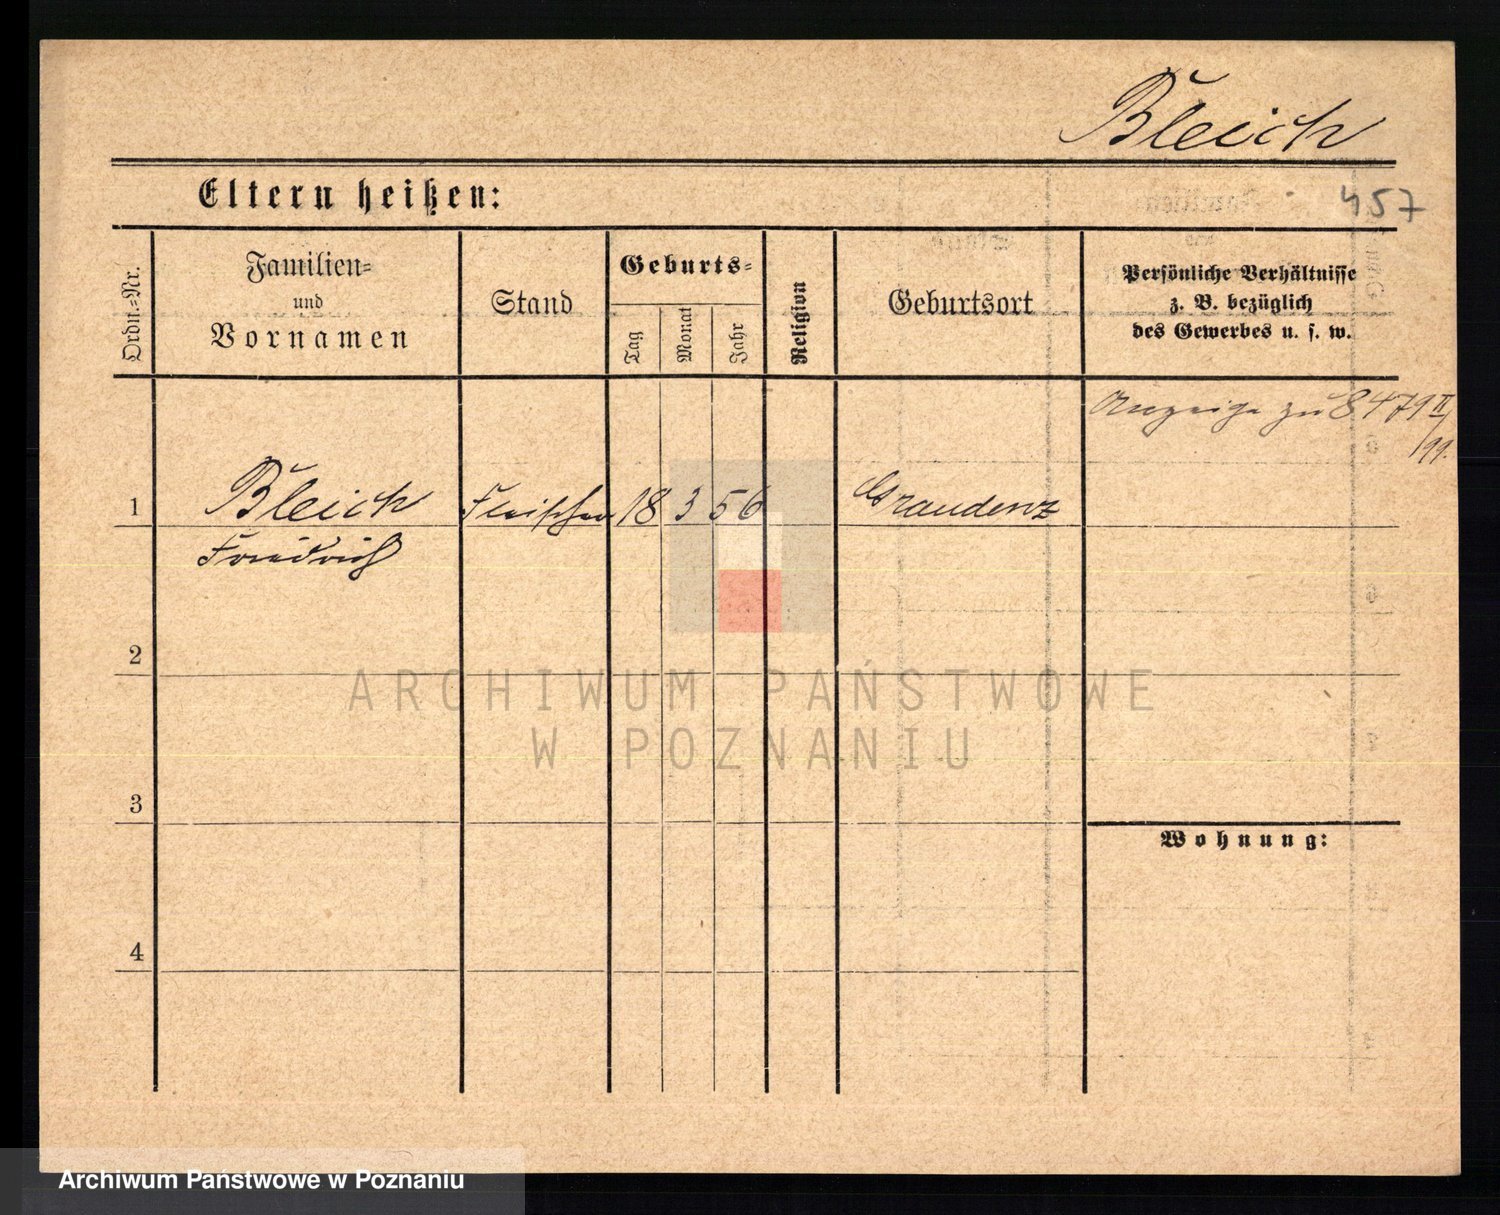 Bleich
Eltern heißen:
457
Ordn.-Nr.
Familien-
und
Vornamen
Stand
Geburts-
Tag
Monat
Jahr
Religion
Geburtsort
Persönliche Verhältnisse
z. B. bezüglich
des Gewerbes u. s. w.
Anzeige zu 8479 II/
/99.
1 Bleich Fleischer 18 3 56 Graudenz
Friedrich
2
ARCHIWUM PAŃSTWOWE
W POZNANIU
3
Wohnung:
4
Archiwum Państwowe w Poznaniu